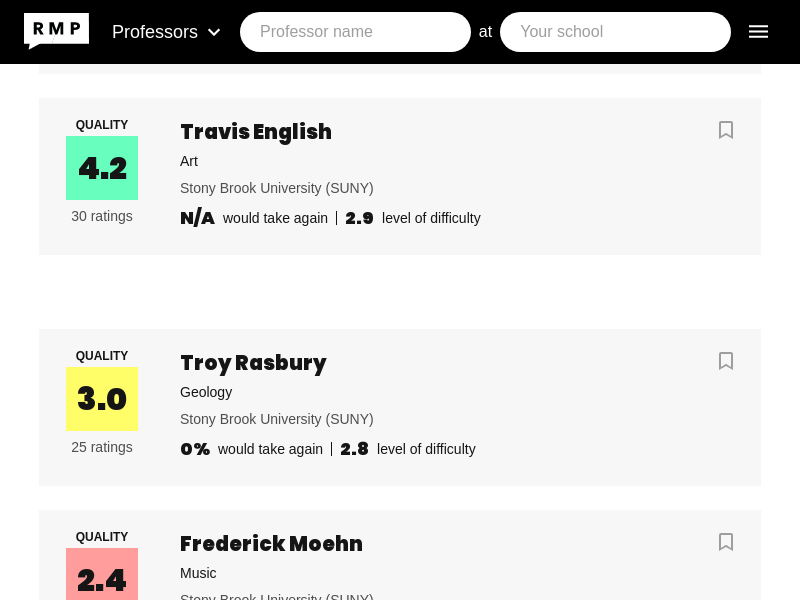 RMP
Professors
Professor name
at
Your school
QUALITY
4.2
30 ratings
Travis English
Art
Stony Brook University (SUNY)
N/A would take again | 2.9 level of difficulty
QUALITY
3.0
25 ratings
Troy Rasbury
Geology
Stony Brook University (SUNY)
0% would take again | 2.8 level of difficulty
QUALITY
2.4
Frederick Moehn
Music
Stony Brook University (SUNY)